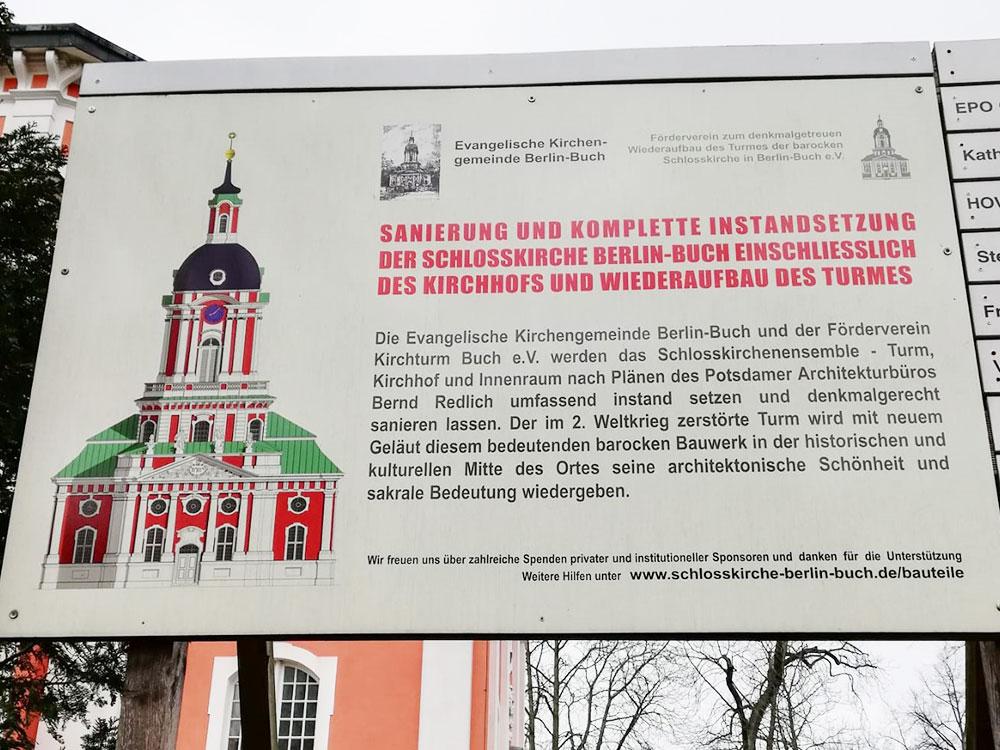 Evangelische Kirchen-
gemeinde Berlin-Buch
Förderverein zum denkmalgetreuen
Wiederaufbau des Turmes der barocken
Schlosskirche in Berlin-Buch e.V.
SANIERUNG UND KOMPLETTE INSTANDSETZUNG
DER SCHLOSSKIRCHE BERLIN-BUCH EINSCHLIESSLICH
DES KIRCHHOFS UND WIEDERAUFBAU DES TURMES
Die Evangelische Kirchengemeinde Berlin-Buch und der Förderverein
Kirchturm Buch e.V. werden das Schlosskirchenensemble - Turm,
Kirchhof und Innenraum nach Plänen des Potsdamer Architekturbüros
Bernd Redlich umfassend instand setzen und denkmalgerecht
sanieren lassen. Der im 2. Weltkrieg zerstörte Turm wird mit neuem
Geläut diesem bedeutenden barocken Bauwerk in der historischen und
kulturellen Mitte des Ortes seine architektonische Schönheit und
sakrale Bedeutung wiedergeben.
Wir freuen uns über zahlreiche Spenden privater und institutioneller Sponsoren und danken für die Unterstützung
Weitere Hilfen unter www.schlosskirche-berlin-buch.de/bauteile
EPO
Kath
HOV
Ste
Fr